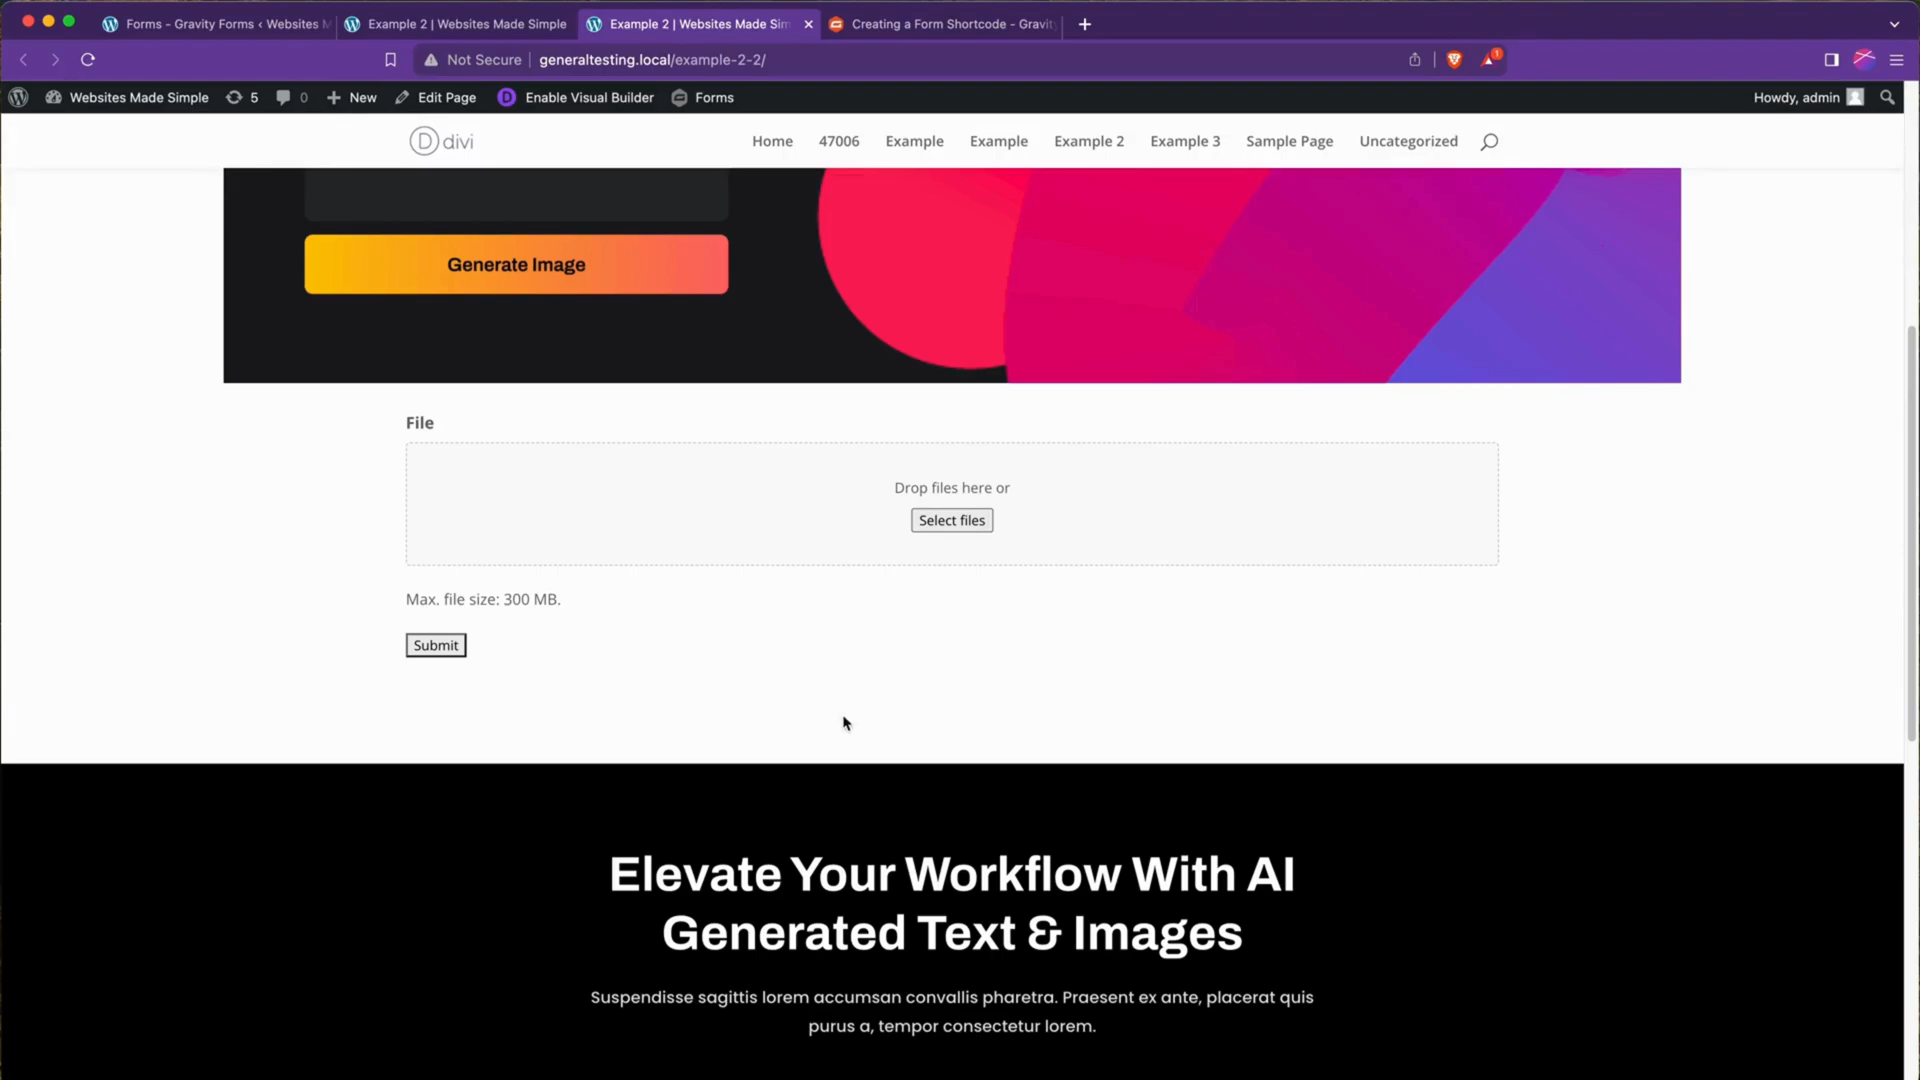 Forms - Gravity Forms ‹ Websites M
Example 2 | Websites Made Simple
Example 2 | Websites Made Sim
Creating a Form Shortcode - Gravity
Not Secure
generaltesting.local/example-2-2/
1
Websites Made Simple
5
0
New
Edit Page
D
Enable Visual Builder
Forms
Howdy, admin
D divi
Home
47006
Example
Example
Example 2
Example 3
Sample Page
Uncategorized
Generate Image
File
Drop files here or
Select files
Max. file size: 300 MB.
Submit
Elevate Your Workflow With AI
Generated Text & Images
Suspendisse sagittis lorem accumsan convallis pharetra. Praesent ex ante, placerat quis
purus a, tempor consectetur lorem.